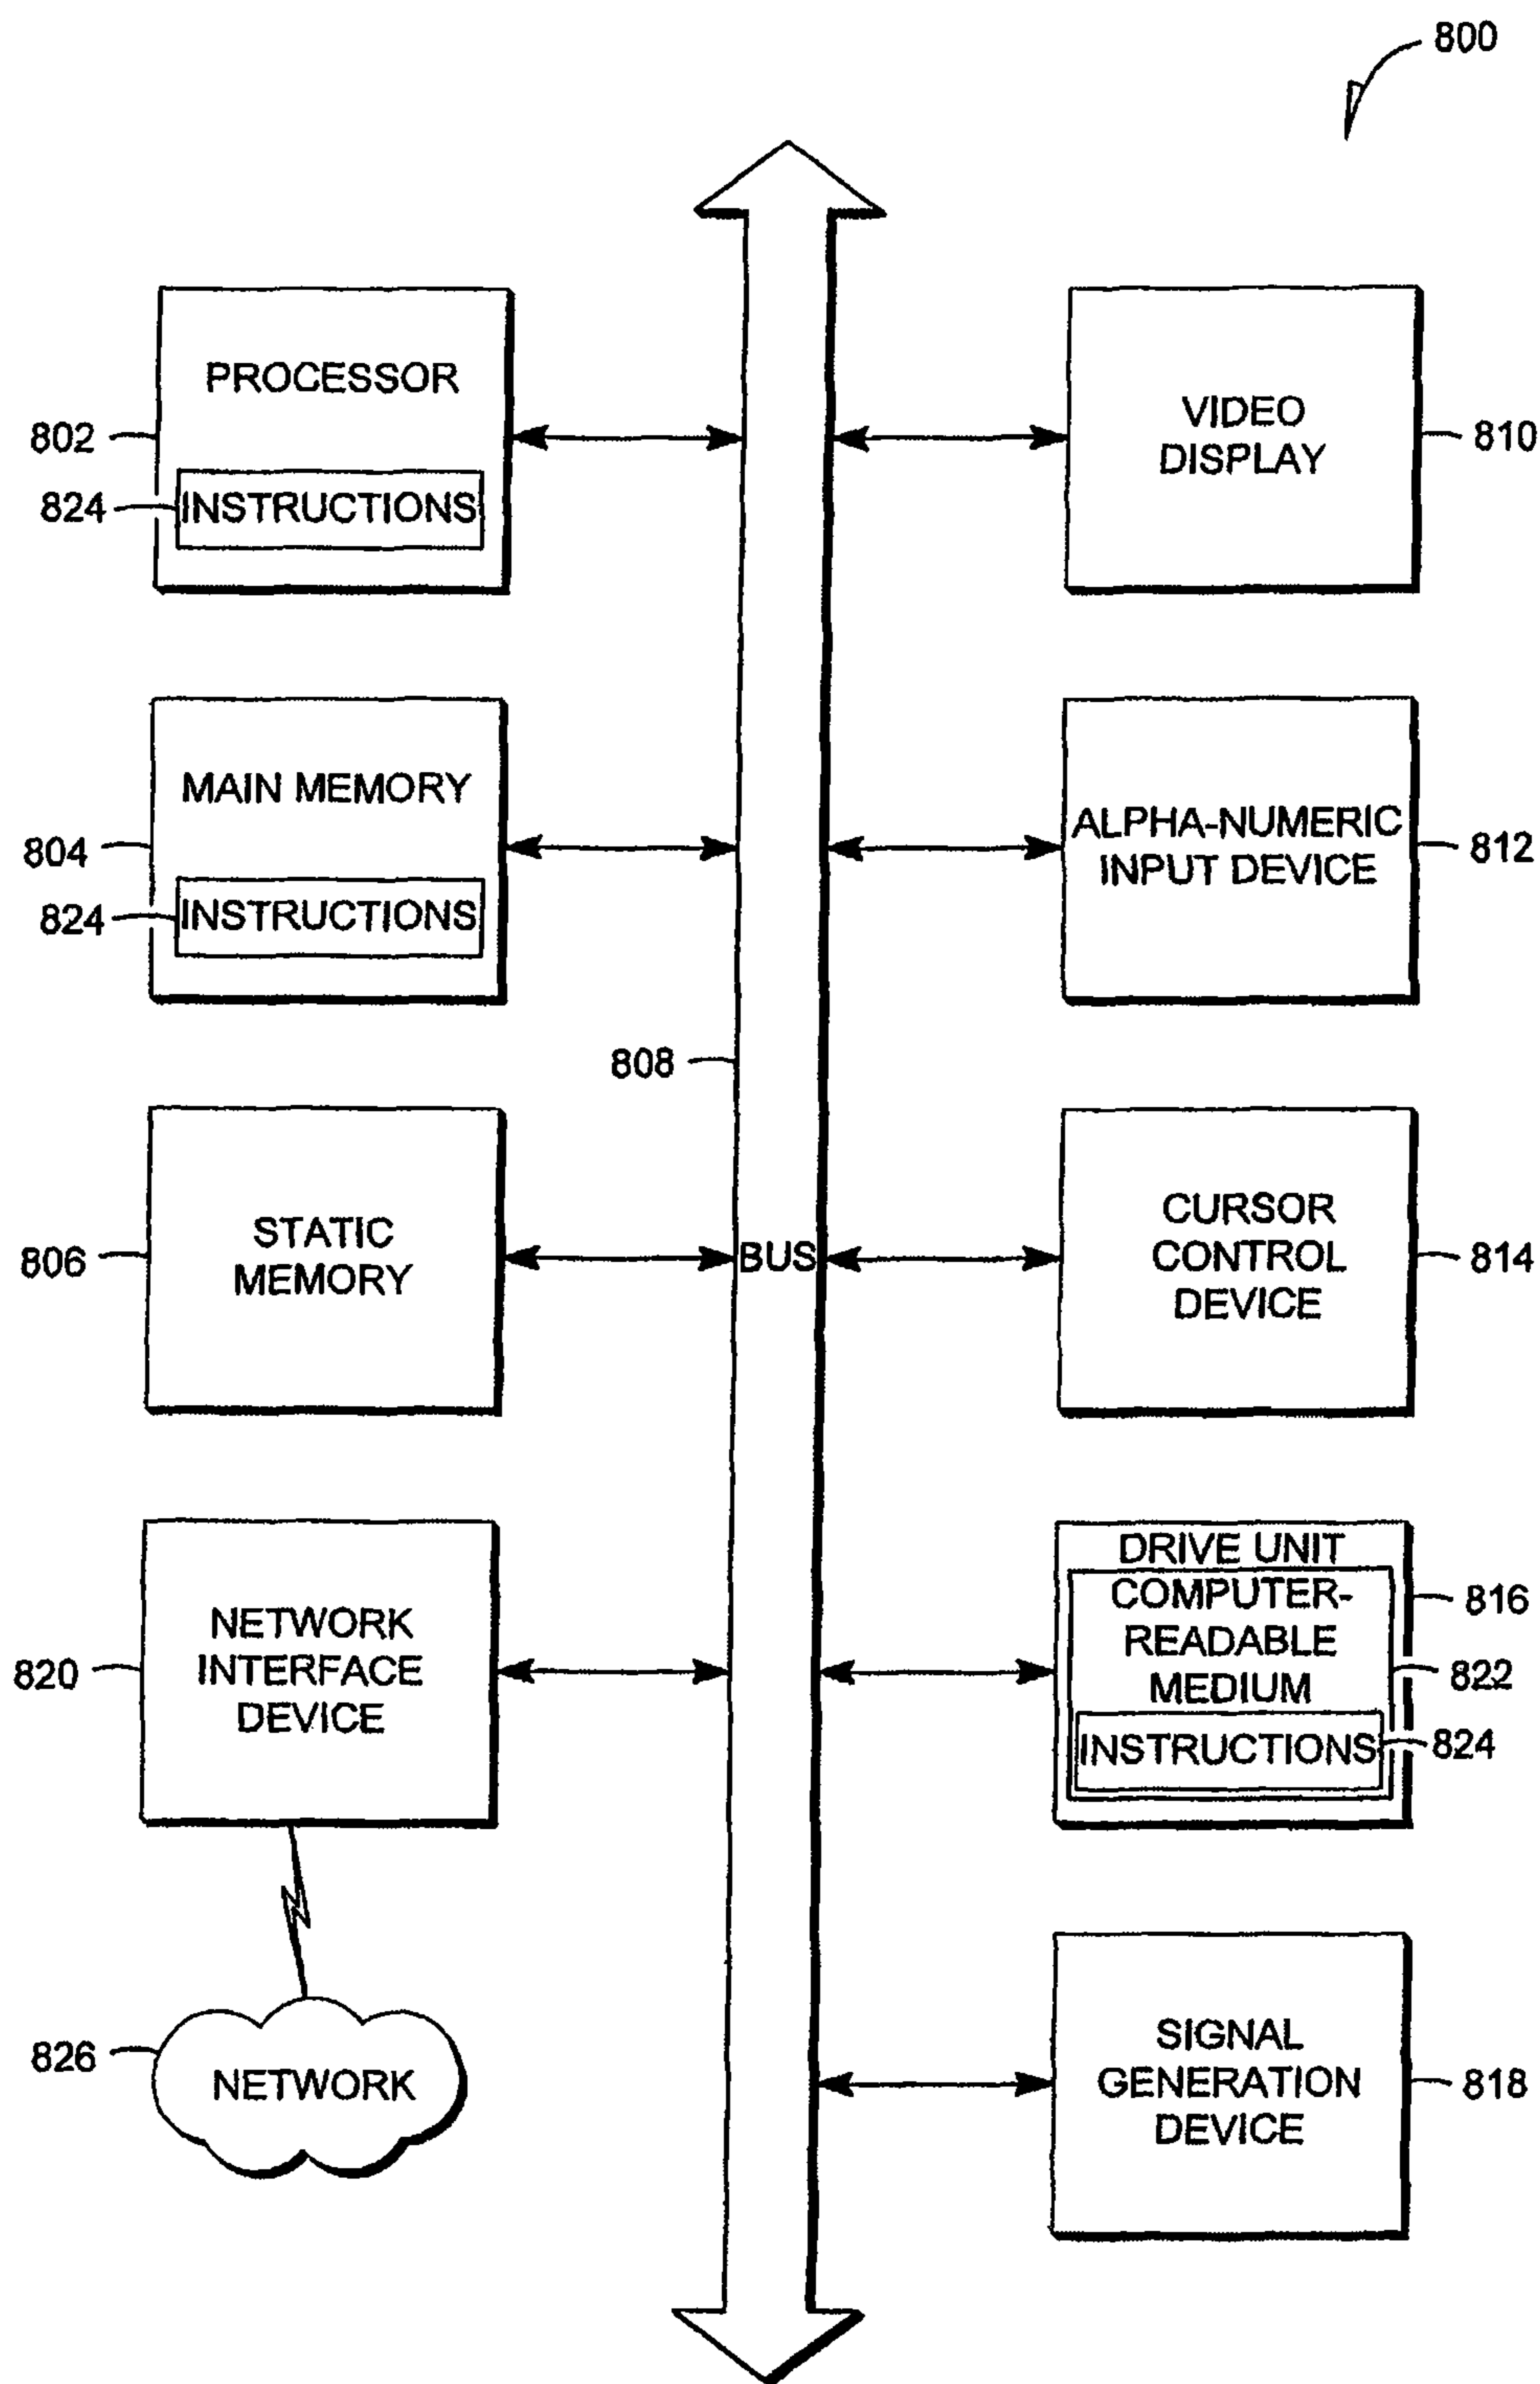 800
PROCESSOR
802
824
INSTRUCTIONS
VIDEO
DISPLAY
810
MAIN MEMORY
804
824
INSTRUCTIONS
ALPHA-NUMERIC
INPUT DEVICE
812
808
STATIC
MEMORY
806
BUS
CURSOR
CONTROL
DEVICE
814
NETWORK
INTERFACE
DEVICE
820
DRIVE UNIT
816
COMPUTER-
READABLE
MEDIUM
822
INSTRUCTIONS
824
826
NETWORK
SIGNAL
GENERATION
DEVICE
818